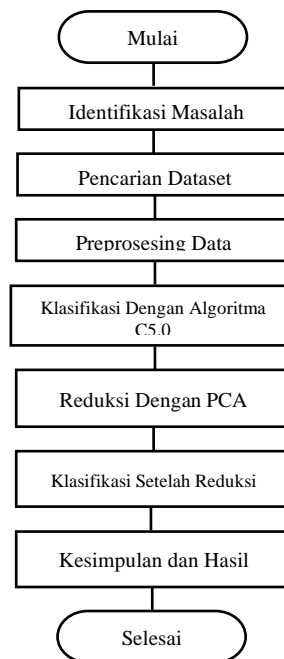 Mulai
Identifikasi Masalah
Pencarian Dataset
Preprosesing Data
Klasifikasi Dengan Algoritma
C5.0
Reduksi Dengan PCA
Klasifikasi Setelah Reduksi
Kesimpulan dan Hasil
Selesai